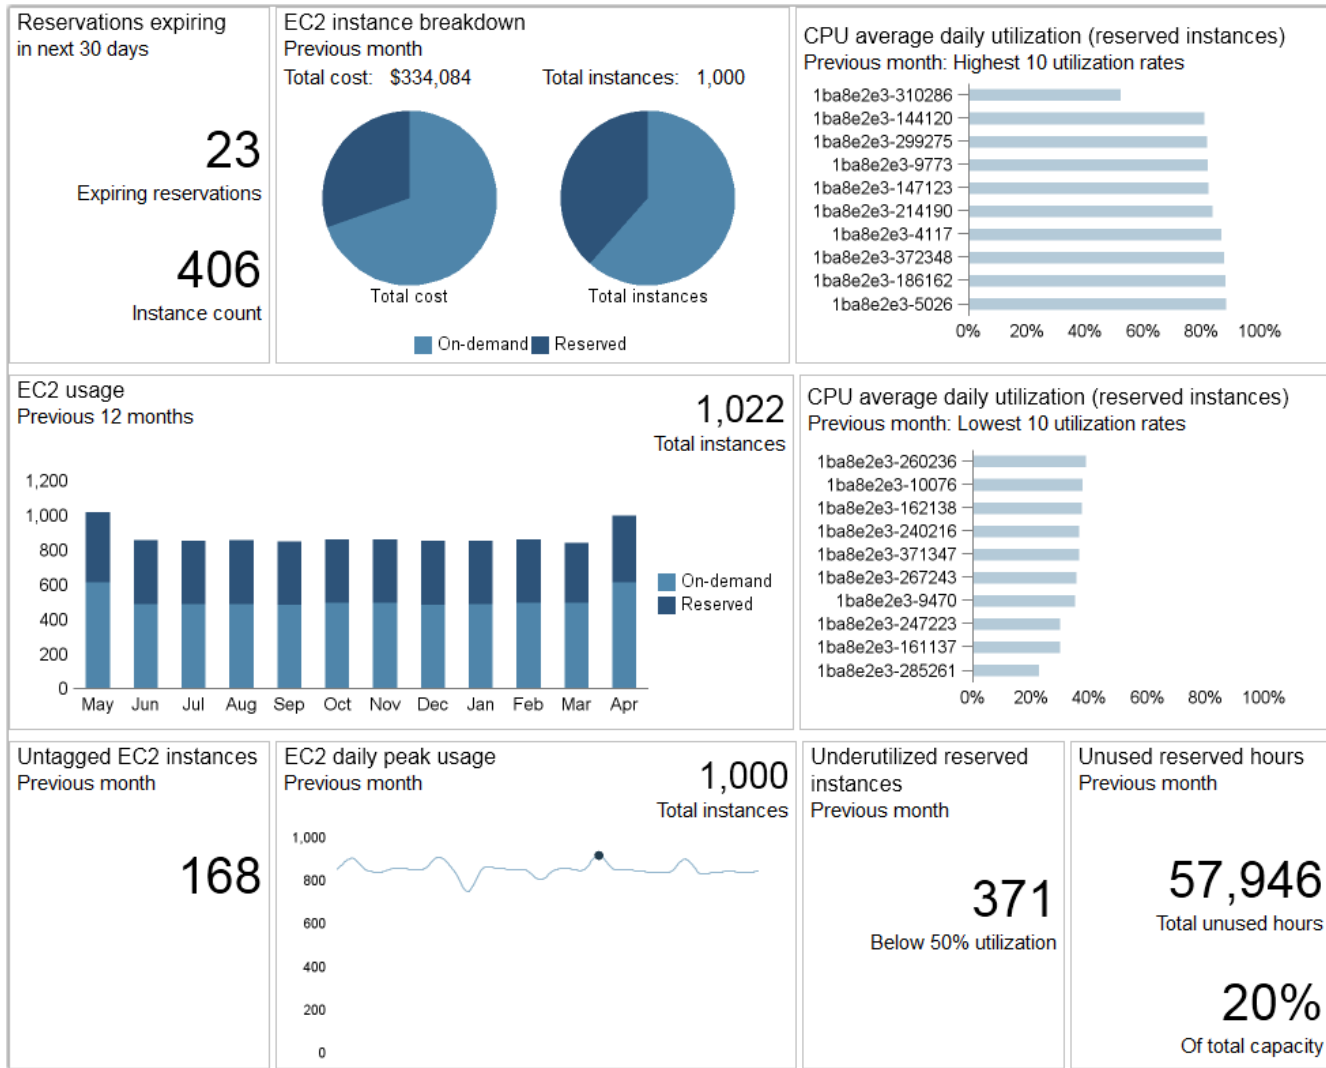 Reservations expiring
in next 30 days
23
Expiring reservations
406
Instance count
EC2 instance breakdown
Previous month
Total cost: $334,084 Total instances: 1,000
Total cost Total instances
On-demand Reserved
CPU average daily utilization (reserved instances)
Previous month: Highest 10 utilization rates
1ba8e2e3-310286
1ba8e2e3-144120
1ba8e2e3-299275
1ba8e2e3-9773
1ba8e2e3-147123
1ba8e2e3-214190
1ba8e2e3-4117
1ba8e2e3-372348
1ba8e2e3-186162
1ba8e2e3-5026
0% 20% 40% 60% 80% 100%
EC2 usage
Previous 12 months
1,022
Total instances
1,200
1,000
800
600
400
200
0
May Jun Jul Aug Sep Oct Nov Dec Jan Feb Mar Apr
On-demand
Reserved
CPU average daily utilization (reserved instances)
Previous month: Lowest 10 utilization rates
1ba8e2e3-260236
1ba8e2e3-10076
1ba8e2e3-162138
1ba8e2e3-240216
1ba8e2e3-371347
1ba8e2e3-267243
1ba8e2e3-9470
1ba8e2e3-247223
1ba8e2e3-161137
1ba8e2e3-285261
0% 20% 40% 60% 80% 100%
Untagged EC2 instances
Previous month
168
EC2 daily peak usage
Previous month
1,000
Total instances
1,000
800
600
400
200
0
Underutilized reserved
instances
Previous month
371
Below 50% utilization
Unused reserved hours
Previous month
57,946
Total unused hours
20%
Of total capacity